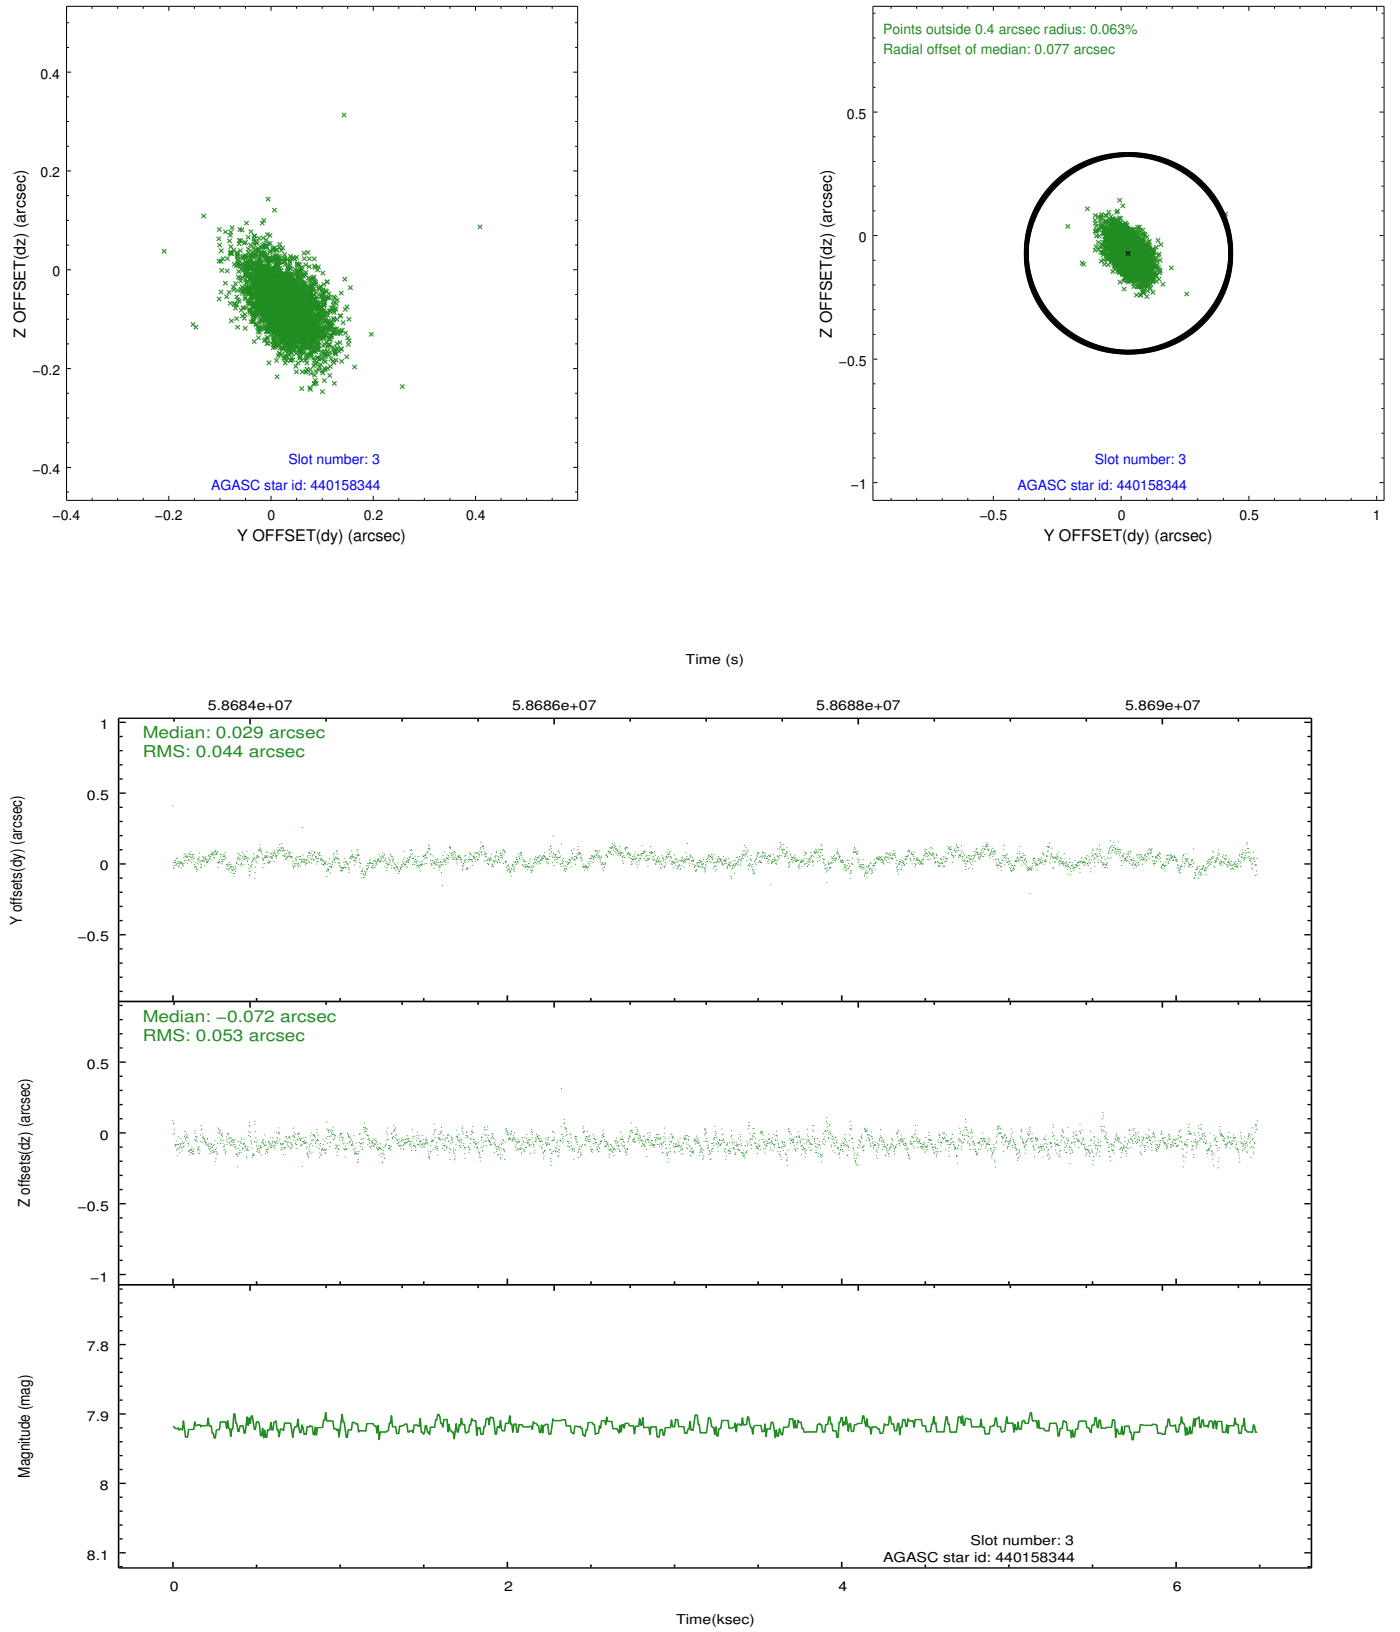 0.4
0.2
0
−0.2
−0.4
Z OFFSET(dz) (arcsec)
Slot number: 3
AGASC star id: 440158344
−0.4 −0.2 0 0.2 0.4
Y OFFSET(dy) (arcsec)
Points outside 0.4 arcsec radius: 0.063%
Radial offset of median: 0.077 arcsec
0.5
0
−0.5
−1
Z OFFSET(dz) (arcsec)
Slot number: 3
AGASC star id: 440158344
−0.5 0 0.5 1
Y OFFSET(dy) (arcsec)
Time (s)
5.8684e+07 5.8686e+07 5.8688e+07 5.869e+07
Median: 0.029 arcsec
RMS: 0.044 arcsec
1
0.5
0
−0.5
Y offsets(dy) (arcsec)
Median: −0.072 arcsec
RMS: 0.053 arcsec
0.5
0
−0.5
−1
Z offsets(dz) (arcsec)
7.8
7.9
8
8.1
Magnitude (mag)
Slot number: 3
AGASC star id: 440158344
0 2 4 6
Time(ksec)